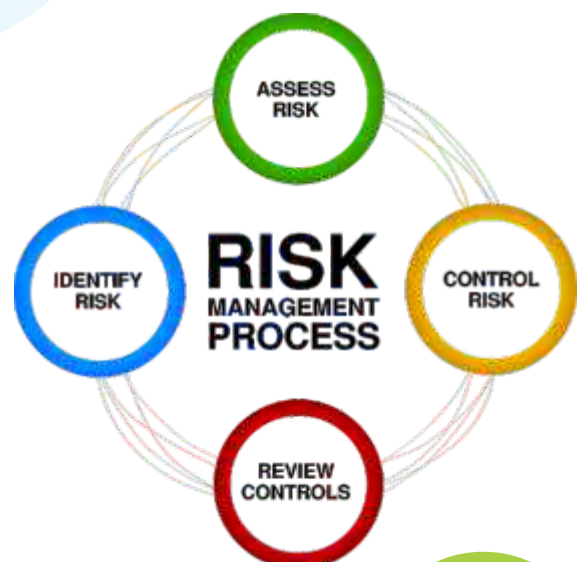 ASSESS
RISK
IDENTIFY
RISK
RISK
MANAGEMENT
PROCESS
CONTROL
RISK
REVIEW
CONTROLS